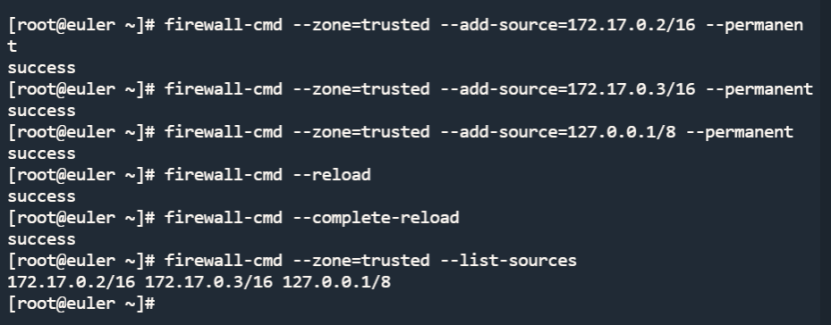 [root@euler ~]# firewall-cmd --zone=trusted --add-source=172.17.0.2/16 --permanen
t
success
[root@euler ~]# firewall-cmd --zone=trusted --add-source=172.17.0.3/16 --permanent
success
[root@euler ~]# firewall-cmd --zone=trusted --add-source=127.0.0.1/8 --permanent
success
[root@euler ~]# firewall-cmd --reload
success
[root@euler ~]# firewall-cmd --complete-reload
success
[root@euler ~]# firewall-cmd --zone=trusted --list-sources
172.17.0.2/16 172.17.0.3/16 127.0.0.1/8
[root@euler ~]#